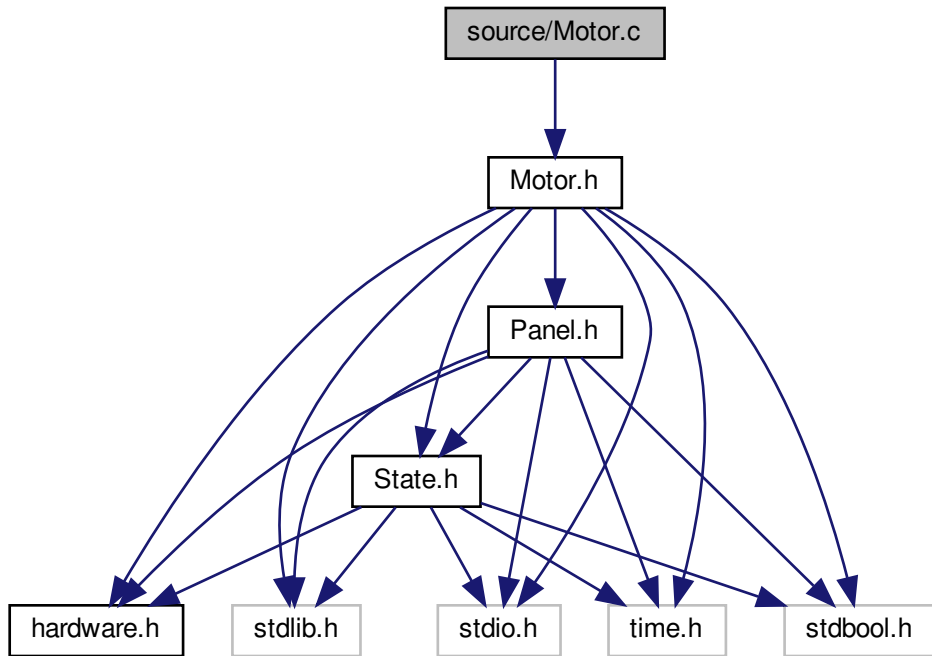 source/Motor.c
Motor.h
Panel.h
State.h
hardware.h
stdlib.h
stdio.h
time.h
stdbool.h